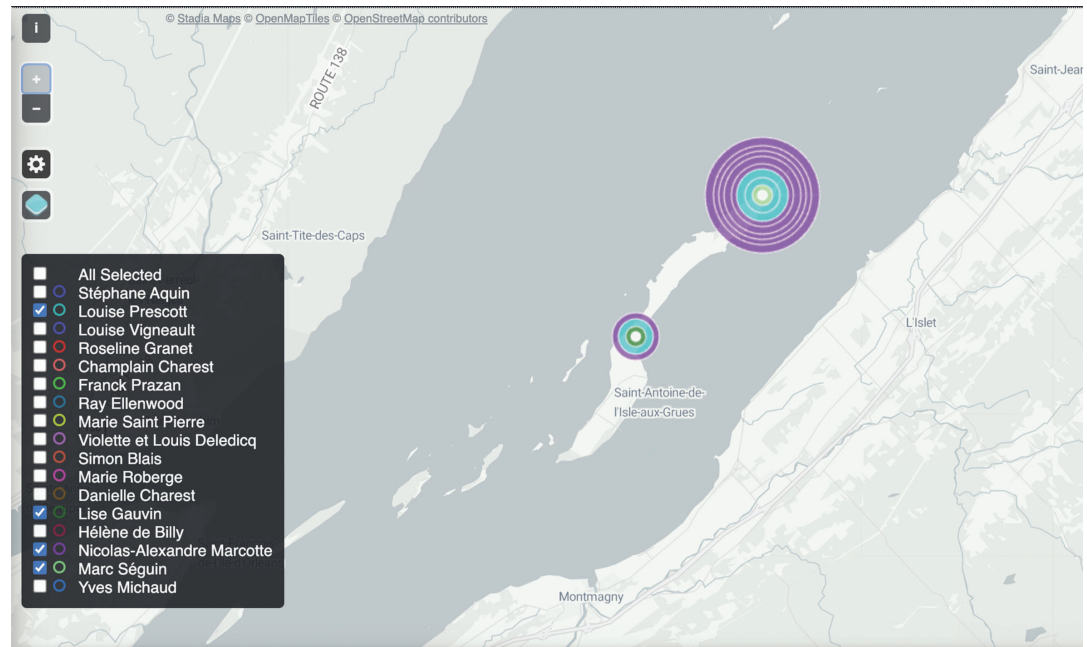 © Stadia Maps © OpenMapTiles © OpenStreetMap contributors
i
+
−
ROUTE 138
Saint-Jean
Saint-Tite-des-Caps
L'Islet
Saint-Antoine-de-
l'Isle-aux-Grues
Montmagny
All Selected
Stéphane Aquin
Louise Prescott
Louise Vigneault
Roseline Granet
Champlain Charest
Franck Prazan
Ray Ellenwood
Marie Saint Pierre
Violette et Louis Deledicq
Simon Blais
Marie Roberge
Danielle Charest
Lise Gauvin
Hélène de Billy
Nicolas-Alexandre Marcotte
Marc Séguin
Yves Michaud